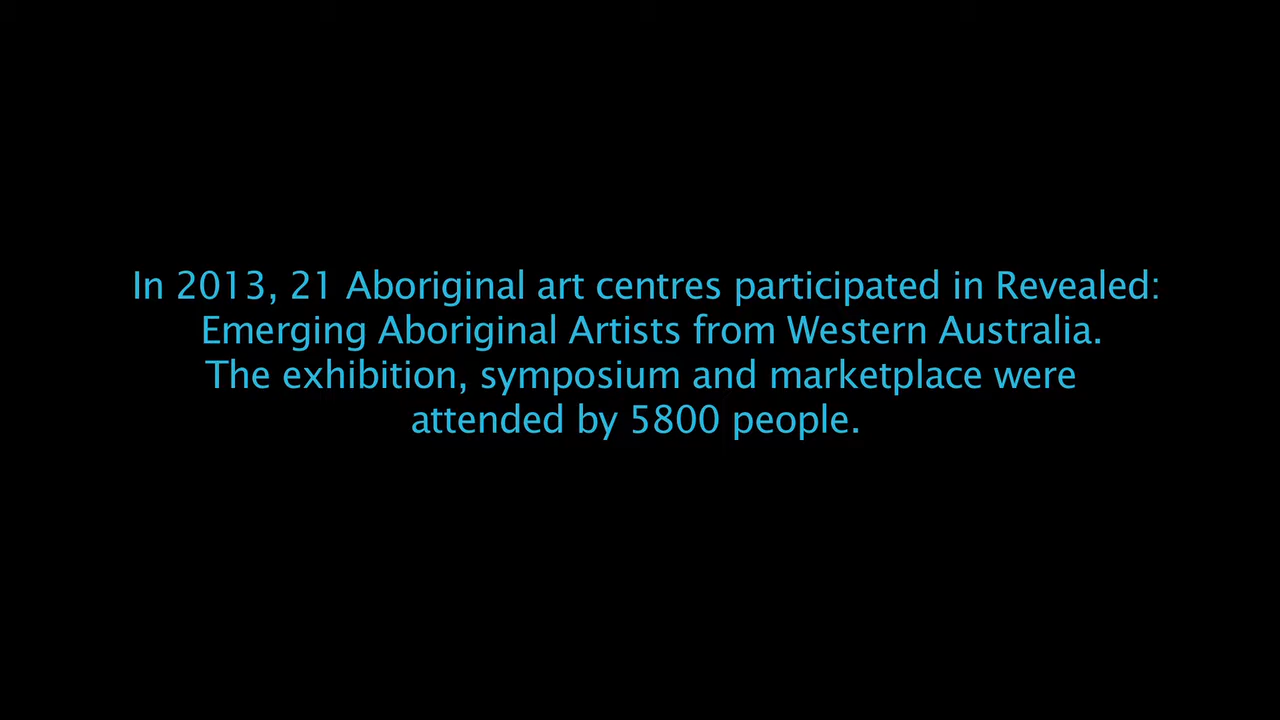 In 2013, 21 Aboriginal art centres participated in Revealed:
Emerging Aboriginal Artists from Western Australia.
The exhibition, symposium and marketplace were
attended by 5800 people.